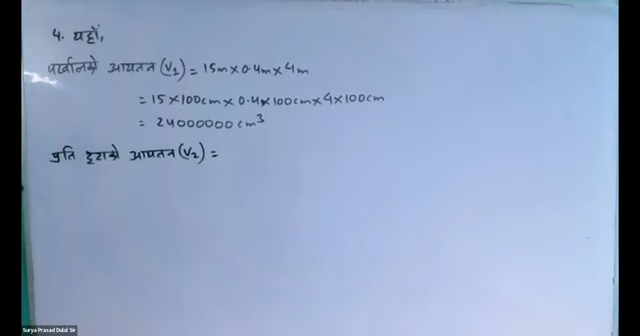 4. यहाँ,
पर्खालको आयतन (V₁) = 15m × 0.4m × 4m
= 15 × 100cm × 0.4 × 100cm × 4 × 100cm
= 24000000 cm³
प्रति इटाको आयतन (V₂) =
Surya Prasad Dulal Sir